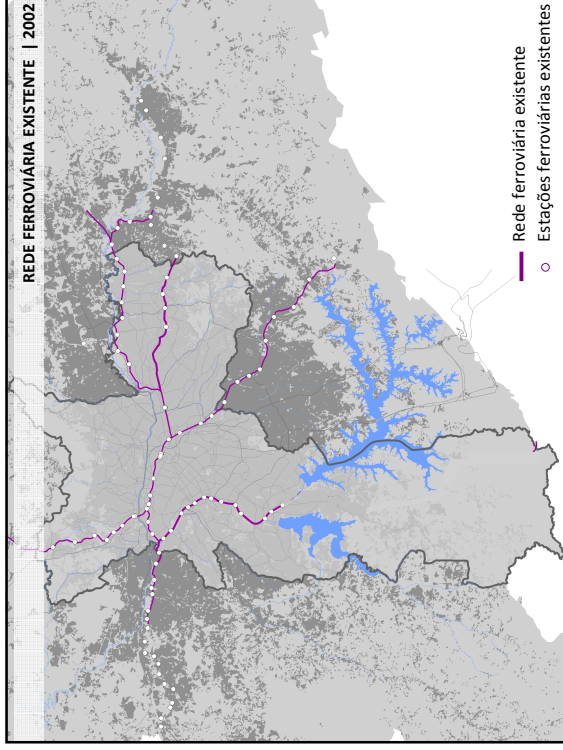 REDE FERROVIÁRIA EXISTENTE | 2002
Rede ferroviária existente
Estações ferroviárias existentes